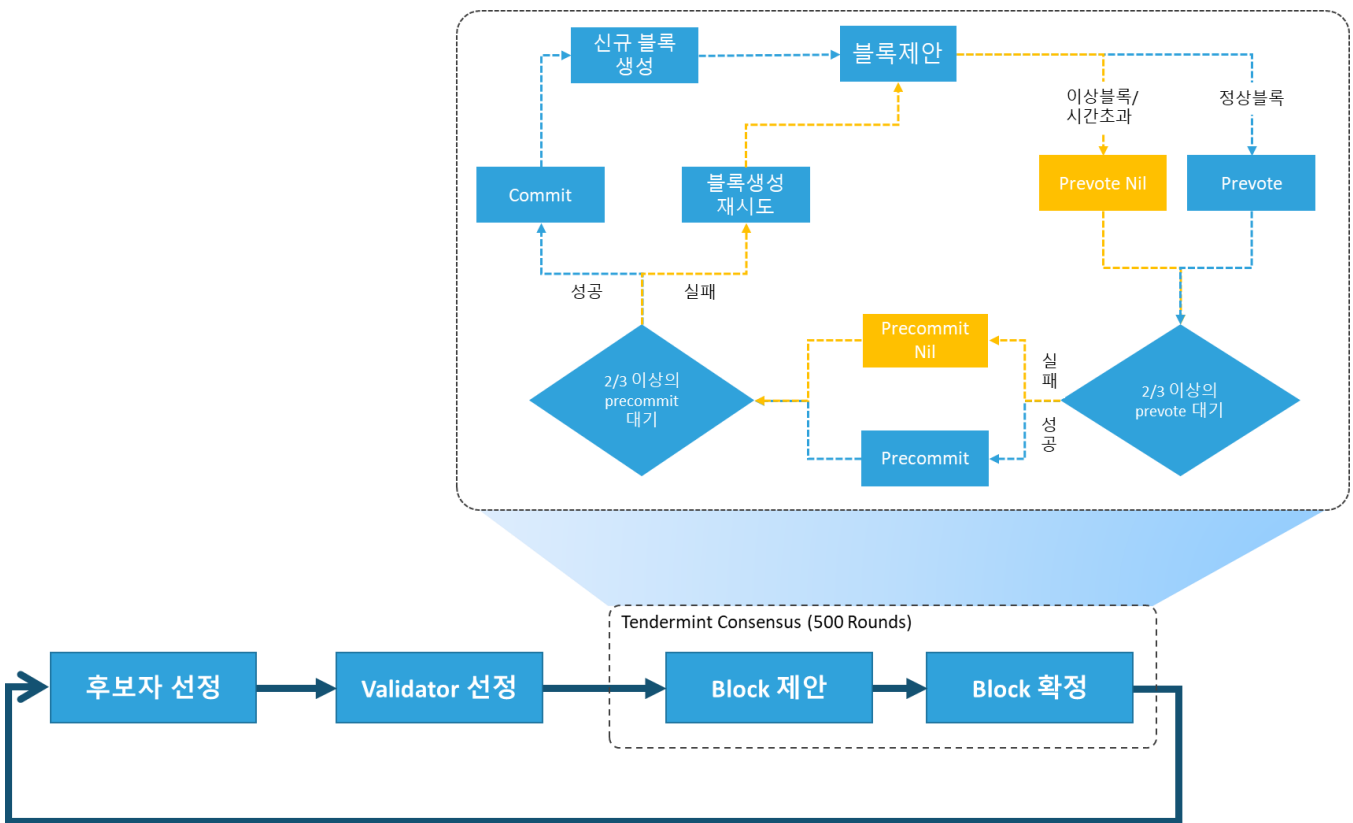 신규 블록
생성
블록제안
이상블록/
시간초과
정상블록
Commit
블록생성
재시도
Prevote Nil
Prevote
성공
실패
Precommit
Nil
실
패
2/3 이상의
precommit
대기
2/3 이상의
prevote 대기
성
공
Precommit
Tendermint Consensus (500 Rounds)
후보자 선정
Validator 선정
Block 제안
Block 확정